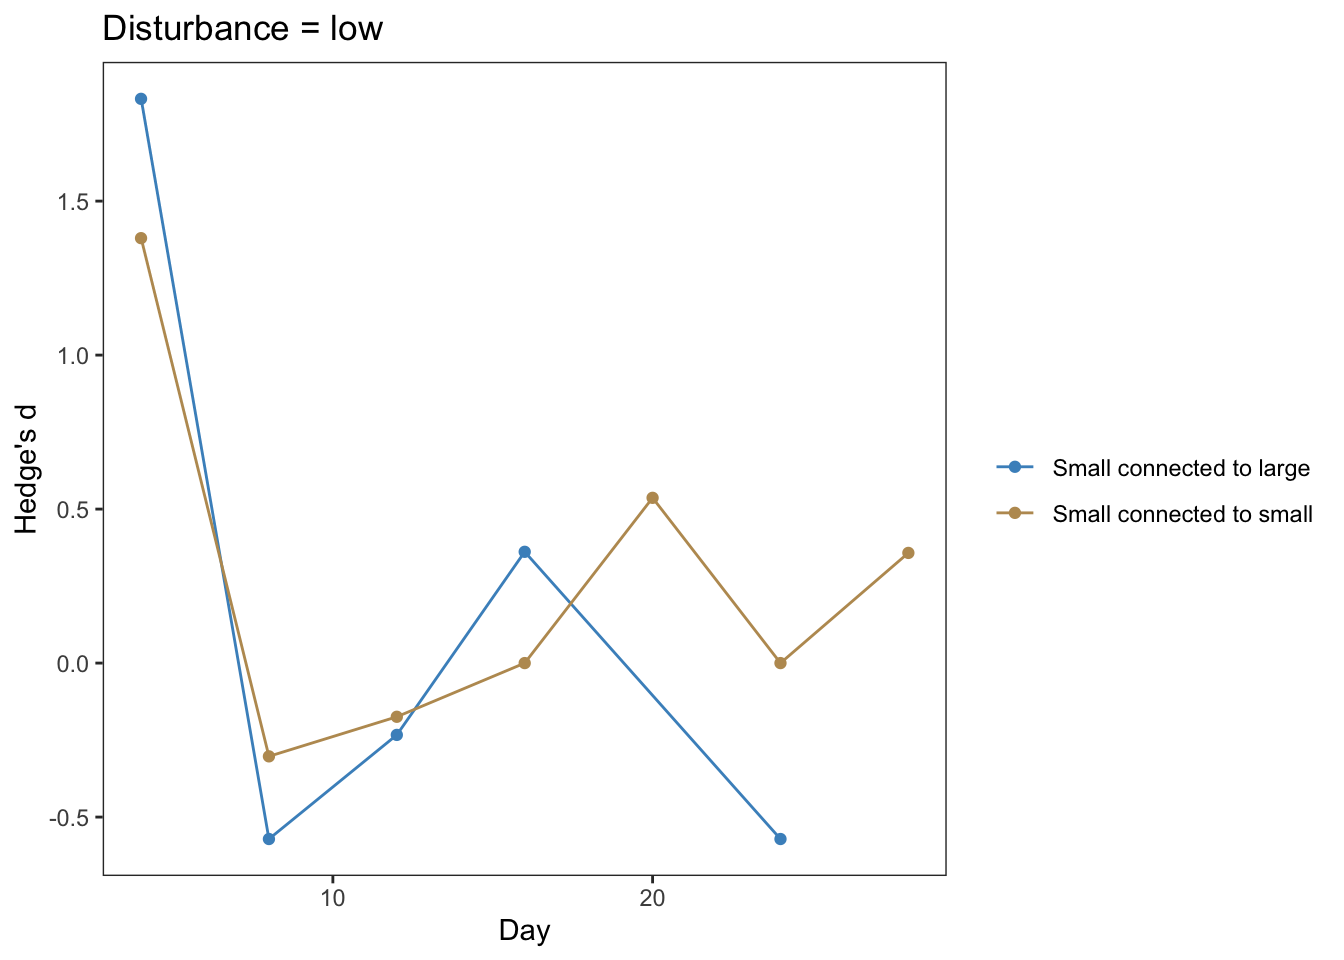 Disturbance = low
Hedge's d
1.5
1.0
0.5
0.0
-0.5
10
20
Day
Small connected to large
Small connected to small